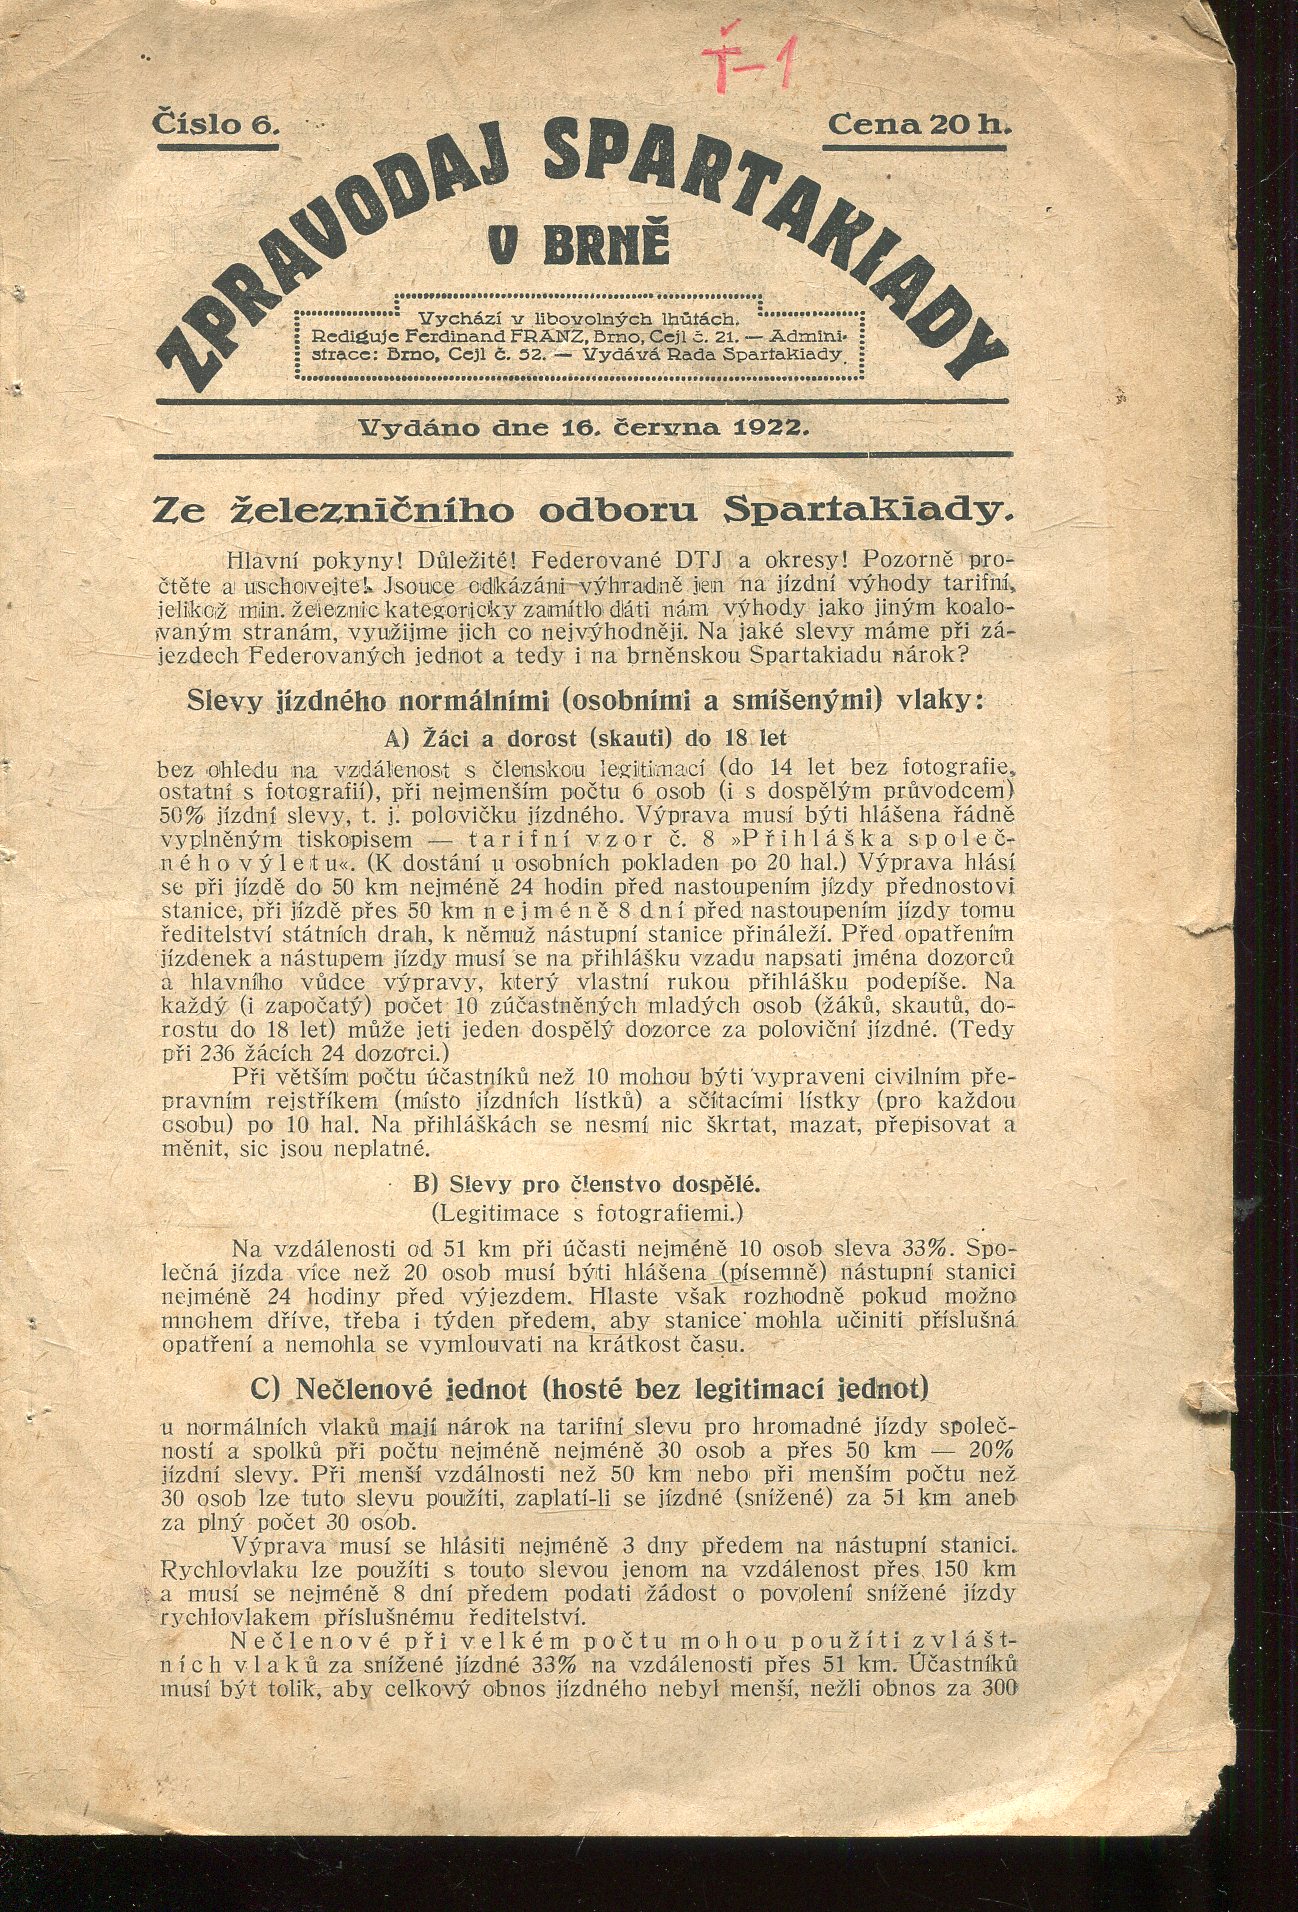 Ť-1
Číslo 6.
Cena 20 h.
ZPRAVODAJ SPARTAKIADY
V BRNĚ
Vychází v libovolných lhůtách.
Rediguje Ferdinand FRANZ, Brno, Cejl č. 21. — Admini-
strace: Brno, Cejl č. 52. — Vydává Rada Spartakiady
Vydáno dne 16. června 1922.
Ze železničního odboru Spartakiady.
Hlavní pokyny! Důležité! Federované DTJ a okresy! Pozorně pro-
čtěte a uschovejte! Jsouce odkázáni výhradně jen na jízdní výhody tarifní,
jelikož min. železnic kategoricky zamítlo dáti nám výhody jako jiným koalo-
vaným stranám, využijme jich co nejvýhodněji. Na jaké slevy máme při zá-
jezdech Federovaných jednot a tedy i na brněnskou Spartakiadu nárok?
Slevy jízdného normálními (osobními a smíšenými) vlaky:
A) Žáci a dorost (skauti) do 18 let
bez ohledu na vzdálenost s členskou legitimací (do 14 let bez fotografie,
ostatní s fotografií), při nejmenším počtu 6 osob (i s dospělým průvodcem)
50% jízdní slevy, t. j. polovičku jízdného. Výprava musí býti hlášena řádně
vyplněným tiskopisem — tarifní vzor č. 8 »Přihláška společ-
ného výletu«. (K dostání u osobních pokladen po 20 hal.) Výprava hlásí
se při jízdě do 50 km nejméně 24 hodin před nastoupením jízdy přednostovi
stanice, při jízdě přes 50 km nejméně 8 dní před nastoupením jízdy tomu
ředitelství státních drah, k němuž nástupní stanice přináleží. Před opatřením
jízdenek a nástupem jízdy musí se na přihlášku vzadu napsati jména dozorců
a hlavního vůdce výpravy, který vlastní rukou přihlášku podepíše. Na
každý (i započatý) počet 10 zúčastněných mladých osob (žáků, skautů, do-
rostu do 18 let) může jeti jeden dospělý dozorce za poloviční jízdné. (Tedy
při 236 žácích 24 dozorci.)
Při větším počtu účastníků než 10 mohou býti vypraveni civilním pře-
pravním rejstříkem (místo jízdních lístků) a sčítacími lístky (pro každou
osobu) po 10 hal. Na přihláškách se nesmí nic škrtat, mazat, přepisovat a
měnit, sic jsou neplatné.
B) Slevy pro členstvo dospělé.
(Legitimace s fotografiemi.)
Na vzdálenosti od 51 km při účasti nejméně 10 osob sleva 33%. Spo-
lečná jízda více než 20 osob musí býti hlášena (písemně) nástupní stanici
nejméně 24 hodiny před výjezdem. Hlaste však rozhodně pokud možno
mnohem dříve, třeba i týden předem, aby stanice mohla učiniti příslušná
opatření a nemohla se vymlouvati na krátkost času.
C) Nečlenové jednot (hosté bez legitimací jednot)
u normálních vlaků mají nárok na tarifní slevu pro hromadné jízdy společ-
ností a spolků při počtu nejméně nejméně 30 osob a přes 50 km — 20%
jízdní slevy. Při menší vzdálnosti než 50 km nebo při menším počtu než
30 osob lze tuto slevu použíti, zaplatí-li se jízdné (snížené) za 51 km aneb
za plný počet 30 osob.
Výprava musí se hlásiti nejméně 3 dny předem na nástupní stanici.
Rychlovlaku lze použíti s touto slevou jenom na vzdálenost přes 150 km
a musí se nejméně 8 dní předem podati žádost o povolení snížené jízdy
rychlovlakem příslušnému ředitelství.
Nečlenové při velkém počtu mohou použíti zvlášt-
ních vlaků za snížené jízdné 33% na vzdálenosti přes 51 km. Účastníků
musí být tolik, aby celkový obnos jízdného nebyl menší, nežli obnos za 300